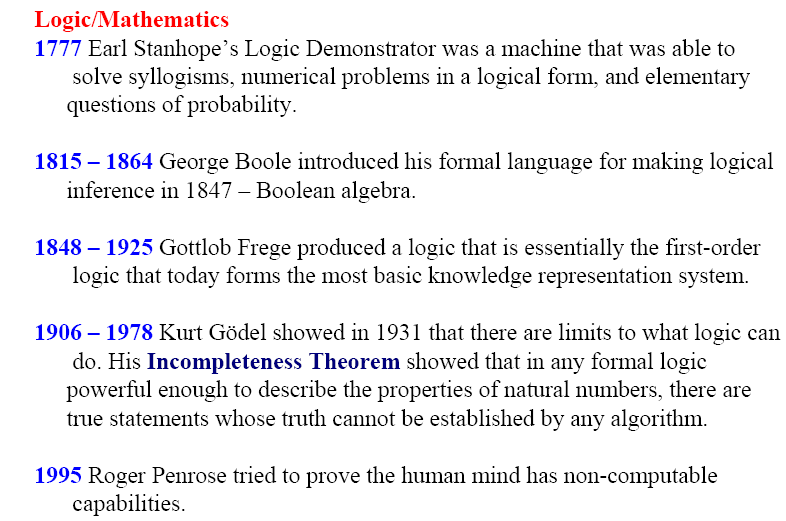 Logic/Mathematics
1777 Earl Stanhope’s Logic Demonstrator was a machine that was able to
solve syllogisms, numerical problems in a logical form, and elementary
questions of probability.
1815 – 1864 George Boole introduced his formal language for making logical
inference in 1847 – Boolean algebra.
1848 – 1925 Gottlob Frege produced a logic that is essentially the first-order
logic that today forms the most basic knowledge representation system.
1906 – 1978 Kurt Gödel showed in 1931 that there are limits to what logic can
do. His Incompleteness Theorem showed that in any formal logic
powerful enough to describe the properties of natural numbers, there are
true statements whose truth cannot be established by any algorithm.
1995 Roger Penrose tried to prove the human mind has non-computable
capabilities.